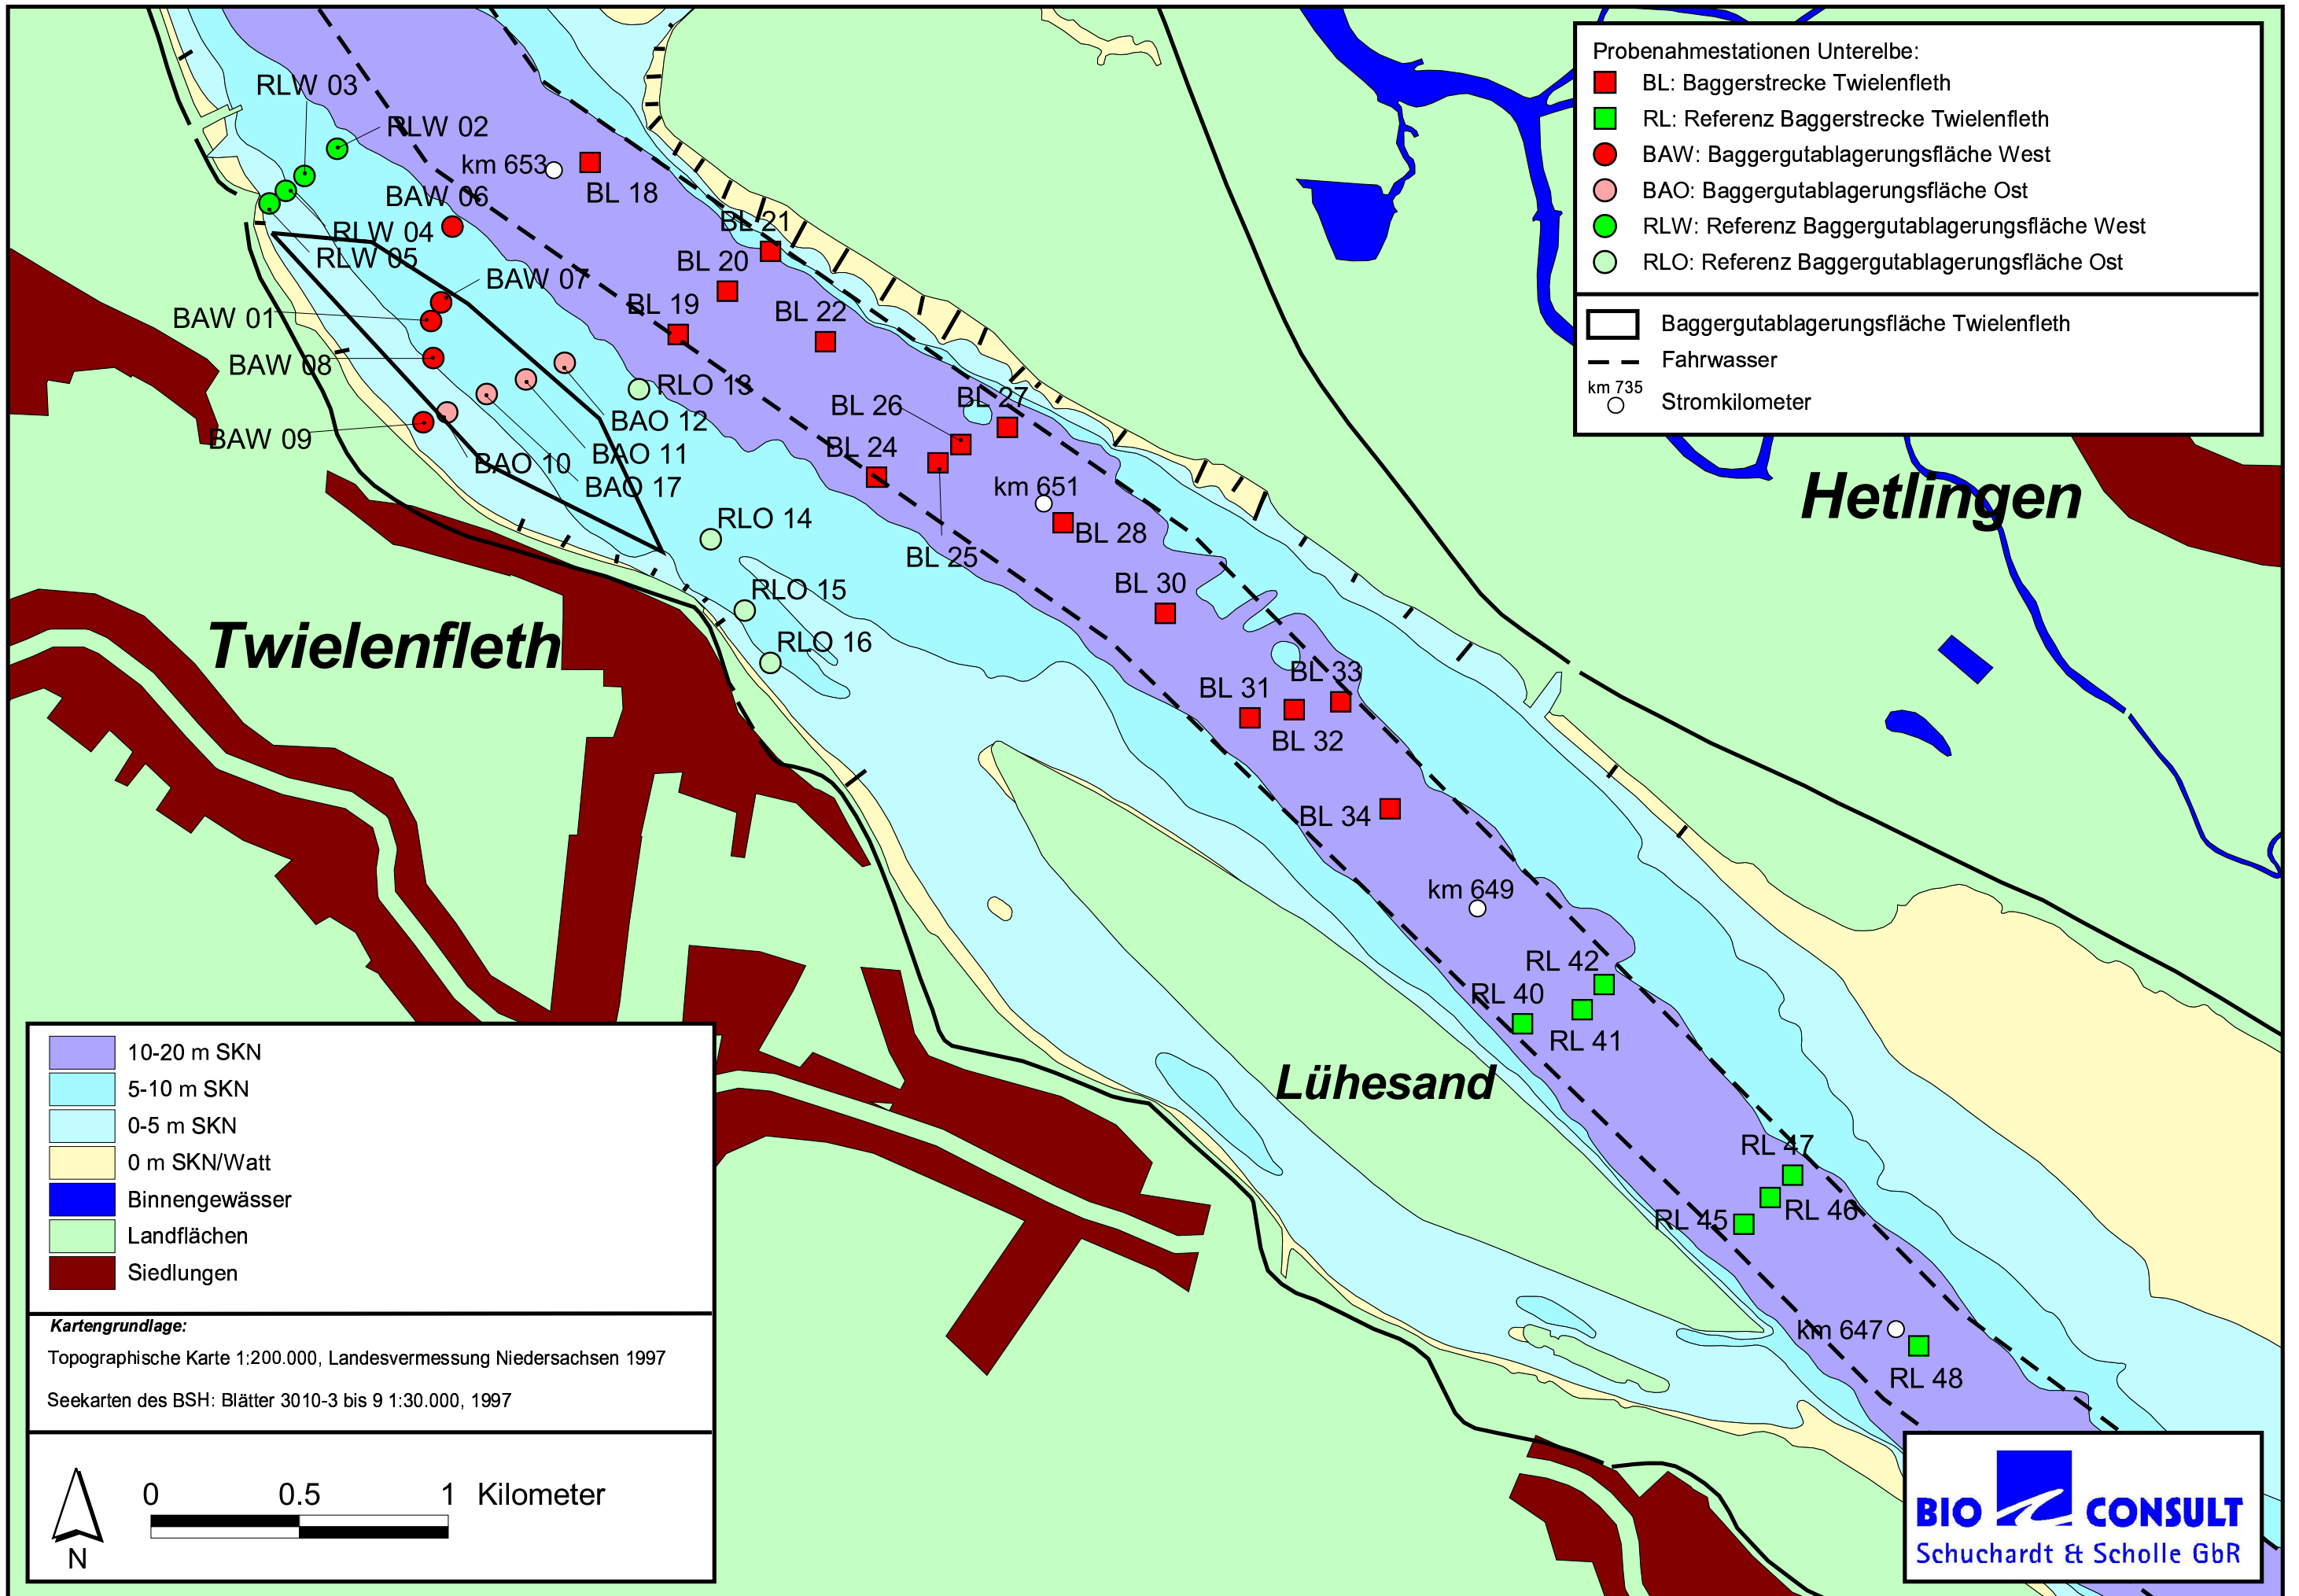 Probenahmestationen Unterelbe:
BL: Baggerstrecke Twielenfleth
RL: Referenz Baggerstrecke Twielenfleth
BAW: Baggergutablagerungsfläche West
BAO: Baggergutablagerungsfläche Ost
RLW: Referenz Baggergutablagerungsfläche West
RLO: Referenz Baggergutablagerungsfläche Ost
Baggergutablagerungsfläche Twielenfleth
Fahrwasser
km 735
Stromkilometer
RLW 03
RLW 02
km 653
BL 18
BAW 06
BL 21
RLW 04
RLW 05
BL 20
BAW 07
BL 19
BL 22
BAW 01
BAW 08
RLO 13
BL 27
BL 26
BAO 12
BAW 09
BL 24
BAO 11
BAO 10
BAO 17
km 651
Hetlingen
RLO 14
BL 28
BL 25
BL 30
RLO 15
Twielenfleth
RLO 16
BL 33
BL 31
BL 32
BL 34
km 649
RL 42
RL 40
RL 41
Lühesand
RL 47
RL 46
RL 45
km 647
RL 48
10-20 m SKN
5-10 m SKN
0-5 m SKN
0 m SKN/Watt
Binnengewässer
Landflächen
Siedlungen
Kartengrundlage:
Topographische Karte 1:200.000, Landesvermessung Niedersachsen 1997
Seekarten des BSH: Blätter 3010-3 bis 9 1:30.000, 1997
0 0.5 1 Kilometer
N
BIO CONSULT
Schuchardt & Scholle GbR